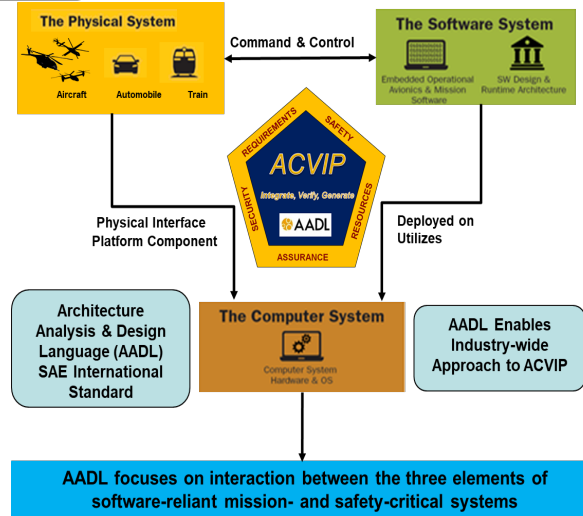 The Physical System
Aircraft
Automobile
Train
Command & Control
The Software System
Embedded Operational
Avionics & Mission
Software
SW Design &
Runtime Architecture
REQUIREMENTS
SAFETY
SECURITY
RESOURCES
ASSURANCE
ACVIP
Integrate, Verify, Generate
AADL
Physical Interface
Platform Component
Deployed on
Utilizes
Architecture
Analysis & Design
Language (AADL)
SAE International
Standard
The Computer System
Computer System
Hardware & OS
AADL Enables
Industry-wide
Approach to ACVIP
AADL focuses on interaction between the three elements of
software-reliant mission- and safety-critical systems